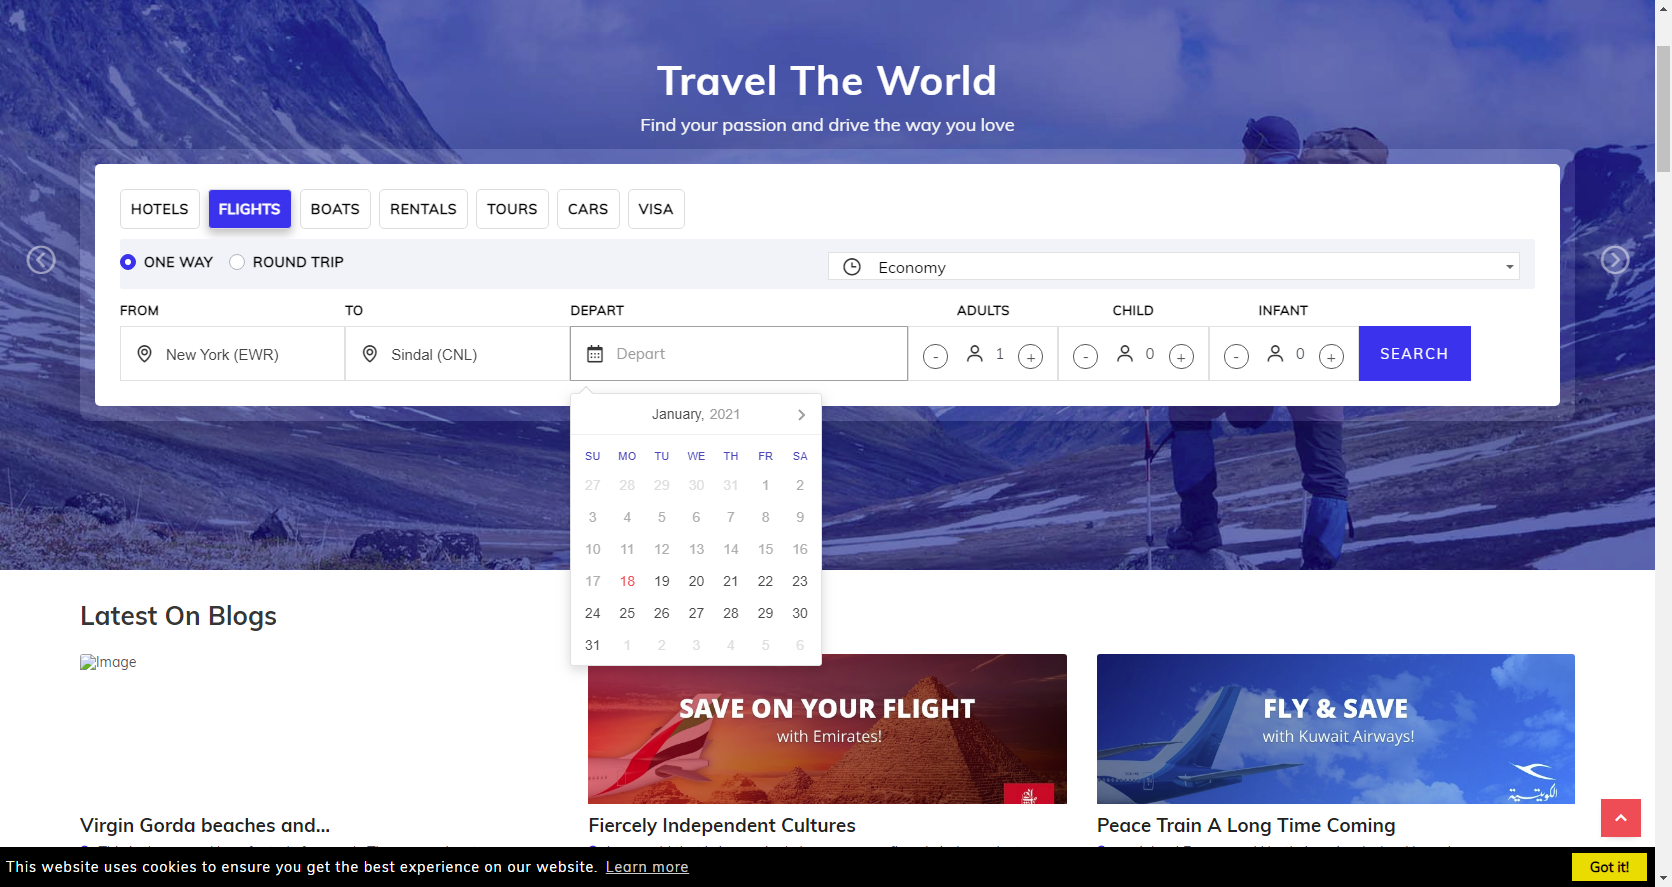 Travel The World
Find your passion and drive the way you love
HOTELS FLIGHTS BOATS RENTALS TOURS CARS VISA
ONE WAY ROUND TRIP Economy
FROM TO DEPART ADULTS CHILD INFANT
New York (EWR) Sindal (CNL) Depart - 1 + - 0 + - 0 + SEARCH
January, 2021
SU MO TU WE TH FR SA
27 28 29 30 31 1 2
3 4 5 6 7 8 9
10 11 12 13 14 15 16
17 18 19 20 21 22 23
24 25 26 27 28 29 30
31 1 2 3 4 5 6
Latest On Blogs
Image
SAVE ON YOUR FLIGHT
with Emirates!
FLY & SAVE
with Kuwait Airways!
الكويتية
Virgin Gorda beaches and...
Fiercely Independent Cultures
Peace Train A Long Time Coming
This website uses cookies to ensure you get the best experience on our website. Learn more
Got it!